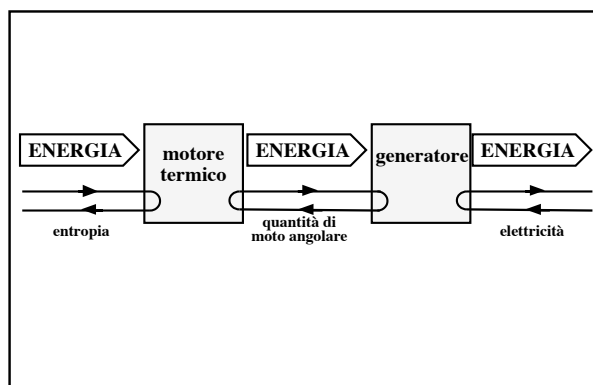 ENERGIA
motore
termico
ENERGIA
generatore
ENERGIA
entropia
quantità di
moto angolare
elettricità